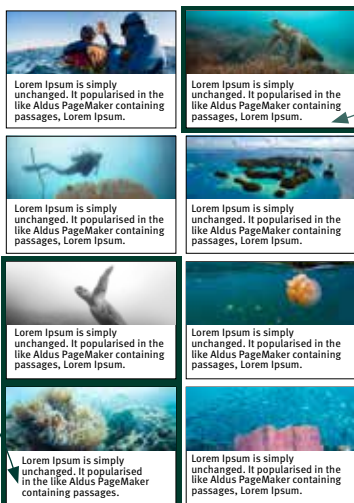 Lorem Ipsum is simply
unchanged. It popularised in the
like Aldus PageMaker containing
passages, Lorem Ipsum.
Lorem Ipsum is simply
unchanged. It popularised in the
like Aldus PageMaker containing
passages, Lorem Ipsum.
Lorem Ipsum is simply
unchanged. It popularised in the
like Aldus PageMaker containing
passages, Lorem Ipsum.
Lorem Ipsum is simply
unchanged. It popularised in the
like Aldus PageMaker containing
passages, Lorem Ipsum.
Lorem Ipsum is simply
unchanged. It popularised in the
like Aldus PageMaker containing
passages, Lorem Ipsum.
Lorem Ipsum is simply
unchanged. It popularised in the
like Aldus PageMaker containing
passages, Lorem Ipsum.
Lorem Ipsum is simply
unchanged. It popularised
in the like Aldus PageMaker
containing passages.
Lorem Ipsum is simply
unchanged. It popularised in the
like Aldus PageMaker containing
passages, Lorem Ipsum.